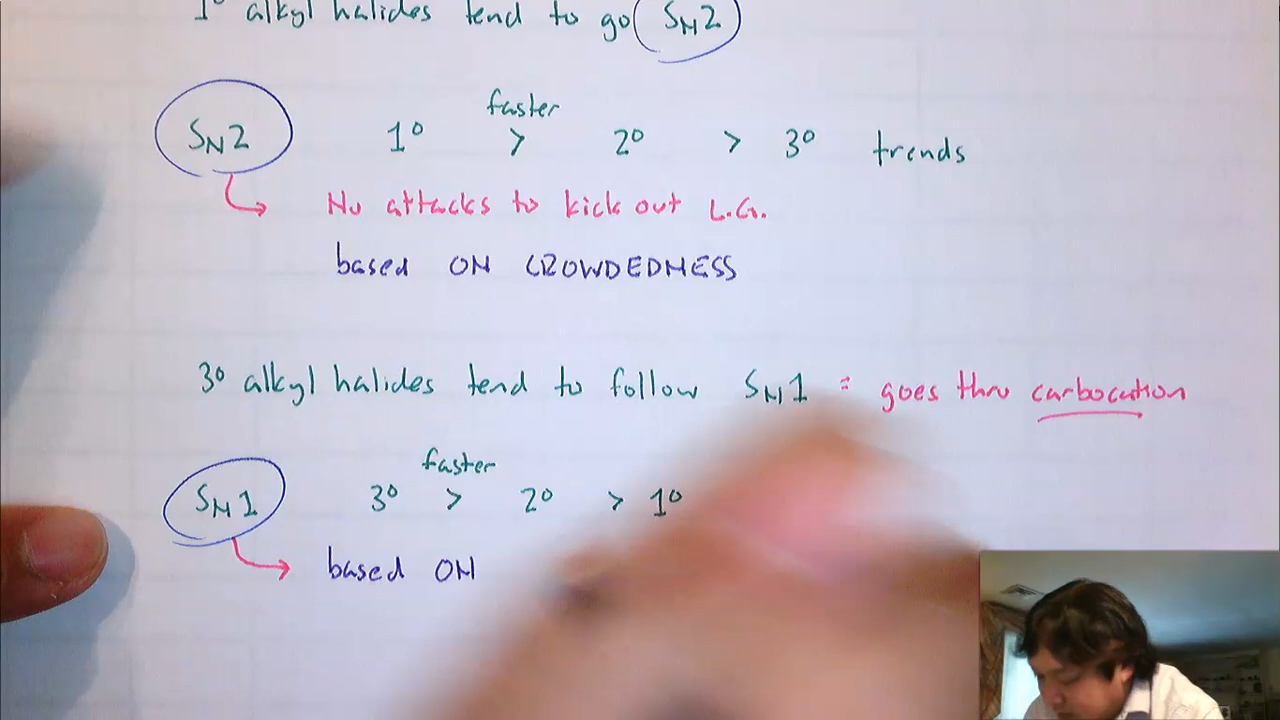 1° alkyl halides tend to go SN2
faster
SN2 1° > 2° > 3° trends
Nu attacks to kick out L.G.
based ON CROWDEDNESS
3° alkyl halides tend to follow SN1 = goes thru carbocation
faster
SN1 3° > 2° > 1°
based ON